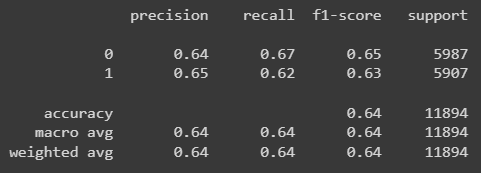 precision recall f1-score support
0 0.64 0.67 0.65 5987
1 0.65 0.62 0.63 5907
accuracy 0.64 11894
macro avg 0.64 0.64 0.64 11894
weighted avg 0.64 0.64 0.64 11894